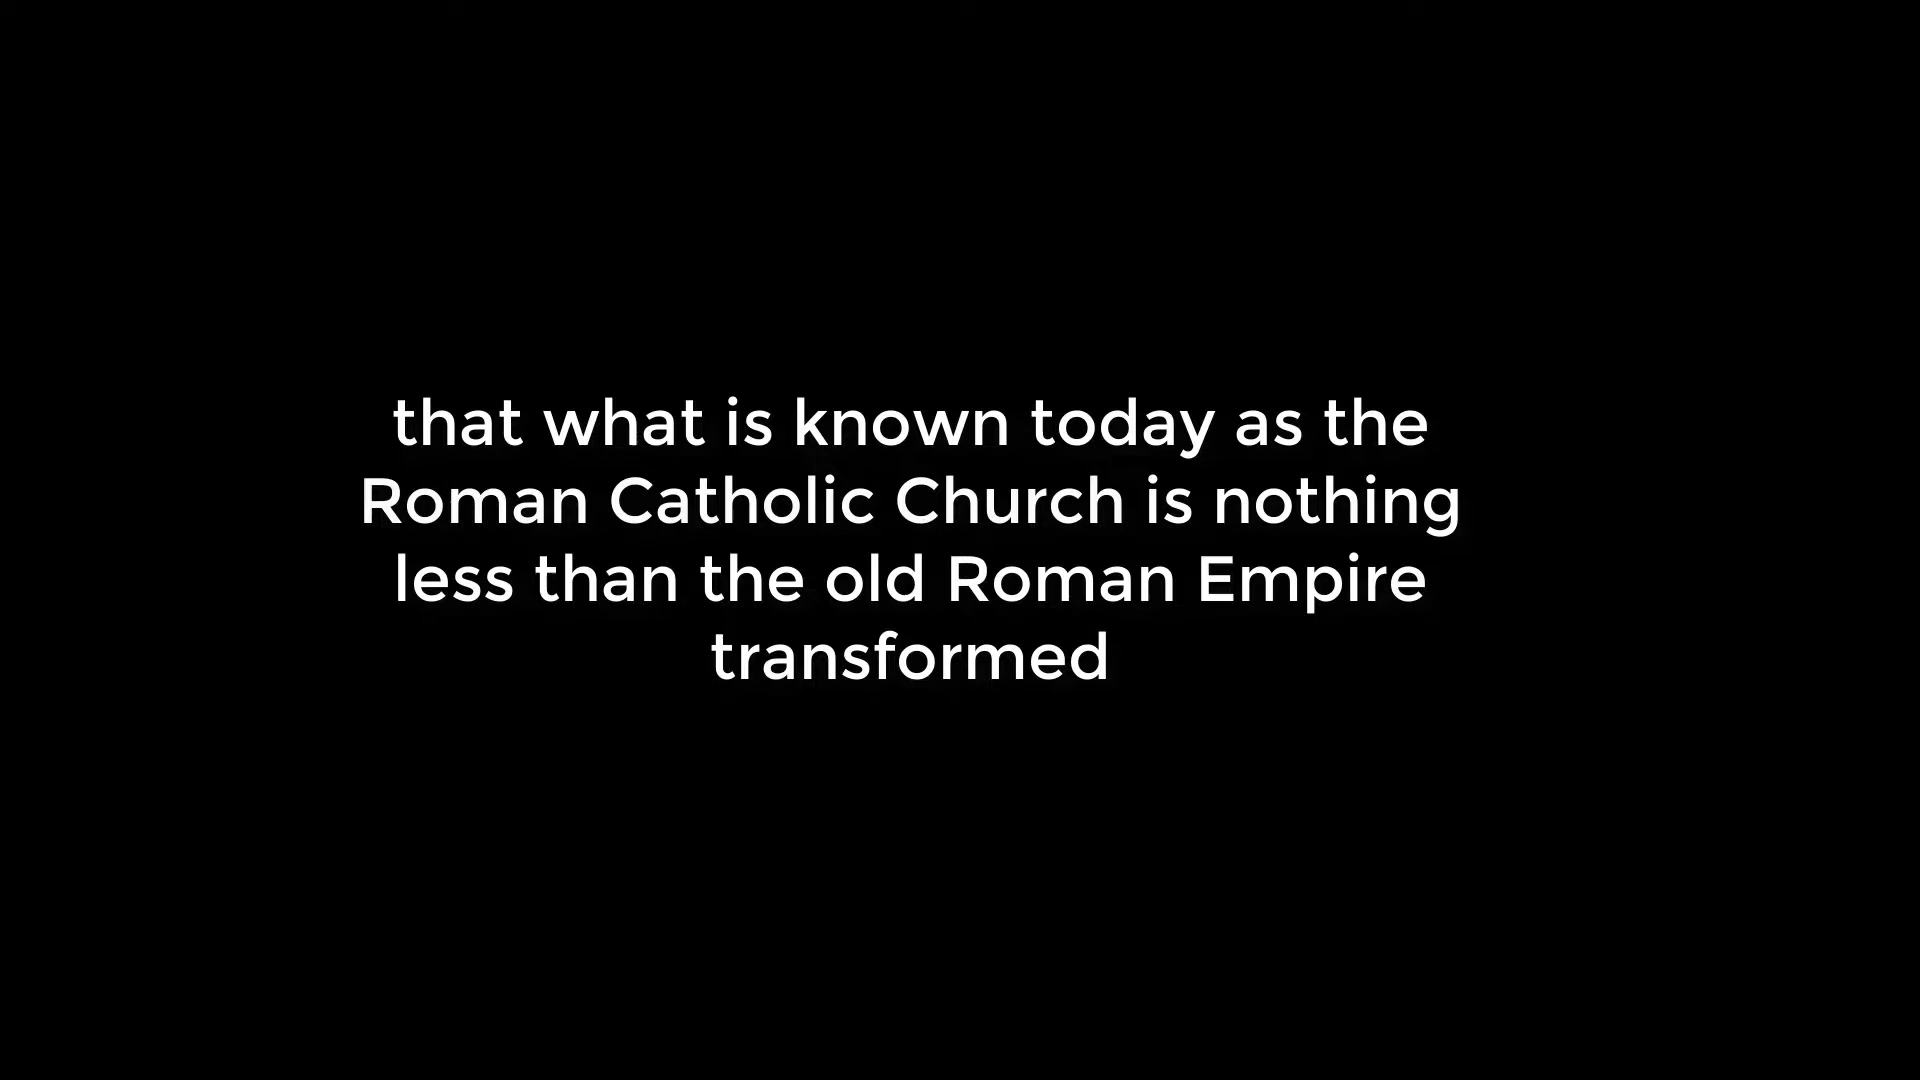 that what is known today as the
Roman Catholic Church is nothing
less than the old Roman Empire
transformed